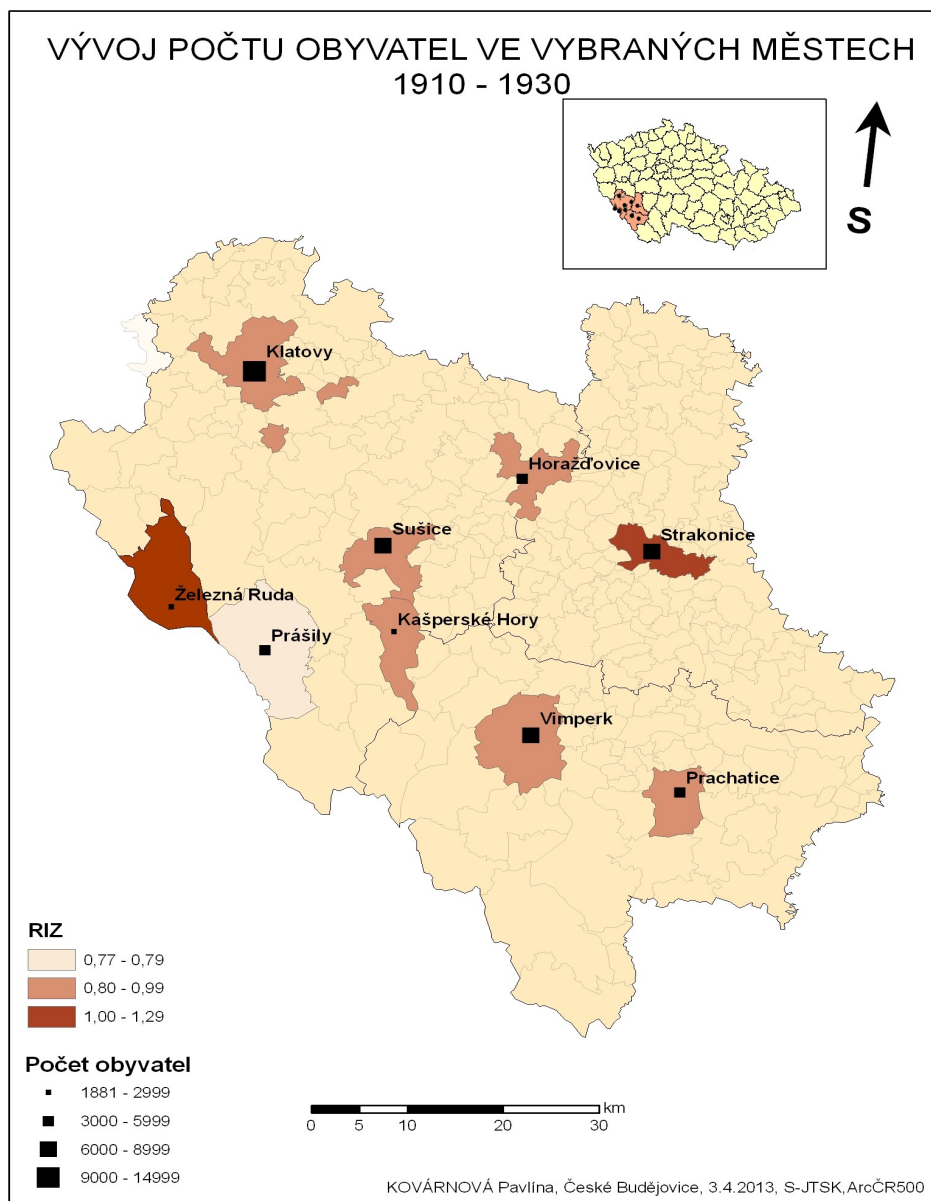 VÝVOJ POČTU OBYVATEL VE VYBRANÝCH MĚSTECH
1910 - 1930
S
Klatovy
Horažďovice
Sušice
Strakonice
Železná Ruda
Kašperské Hory
Prášily
Vimperk
Prachatice
RIZ
0,77 - 0,79
0,80 - 0,99
1,00 - 1,29
Počet obyvatel
1881 - 2999
3000 - 5999
6000 - 8999
9000 - 14999
km
0 5 10 20 30
KOVÁRNOVÁ Pavlína, České Budějovice, 3.4.2013, S-JTSK,ArcČR500